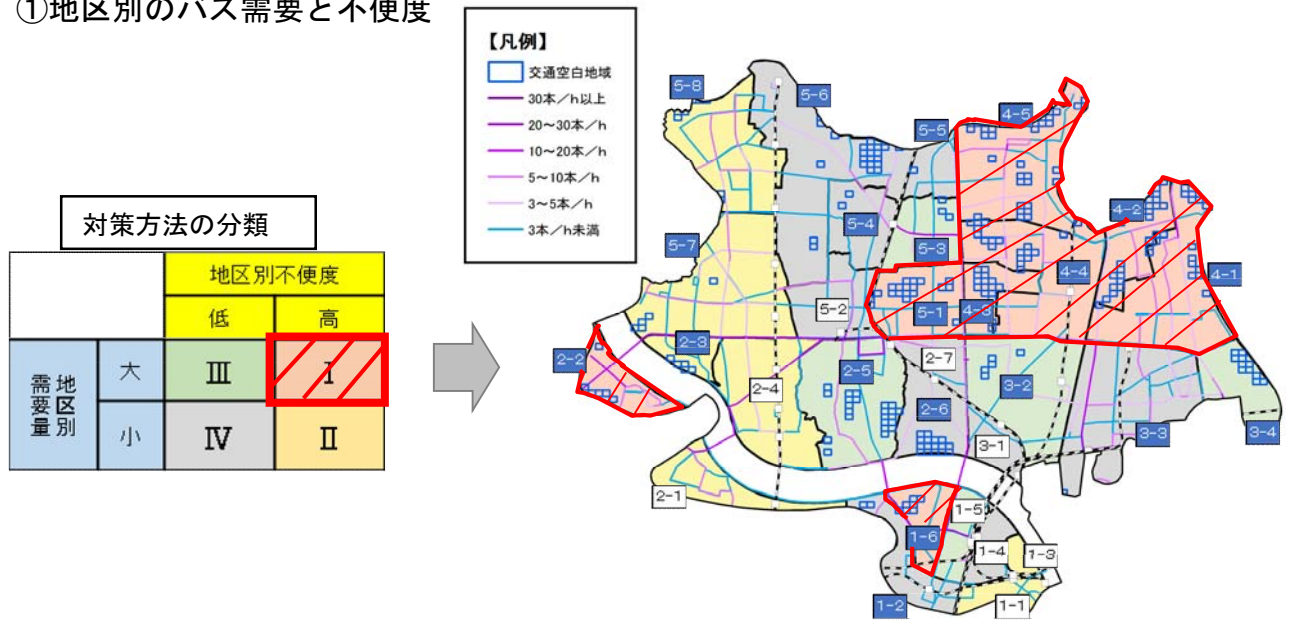 ①地区別のバス需要と不便度
【凡例】
交通空白地域
30本／h以上
20～30本／h
10～20本／h
5～10本／h
3～5本／h
3本／h未満
対策方法の分類
地区別不便度
低
高
地区別
需要量
大
Ⅲ
Ⅰ
小
Ⅳ
Ⅱ
5-8
5-6
5-5
4-5
4-2
5-4
5-3
5-7
4-4
4-1
5-2
5-1
4-3
2-2
2-3
2-7
2-5
3-2
2-4
2-6
3-1
3-3
3-4
2-1
1-5
1-6
1-4
1-3
1-2
1-1